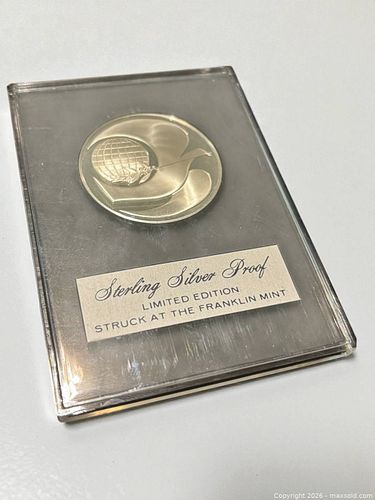 Sterling Silver Proof
LIMITED EDITION
STRUCK AT THE FRANKLIN MINT
Copyright 2026 - maxsold.com